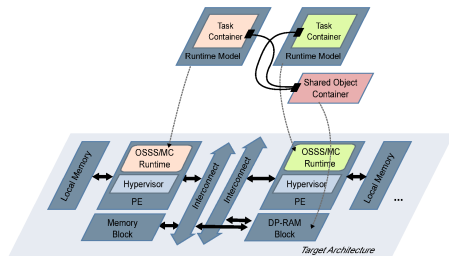 Task
Container
Task
Container
Runtime Model
Runtime Model
Shared Object
Container
Local Memory
OSSS/MC
Runtime
Hypervisor
PE
Interconnect
Interconnect
OSSS/MC
Runtime
Hypervisor
PE
Local Memory
...
Memory
Block
DP-RAM
Block
Target Architecture